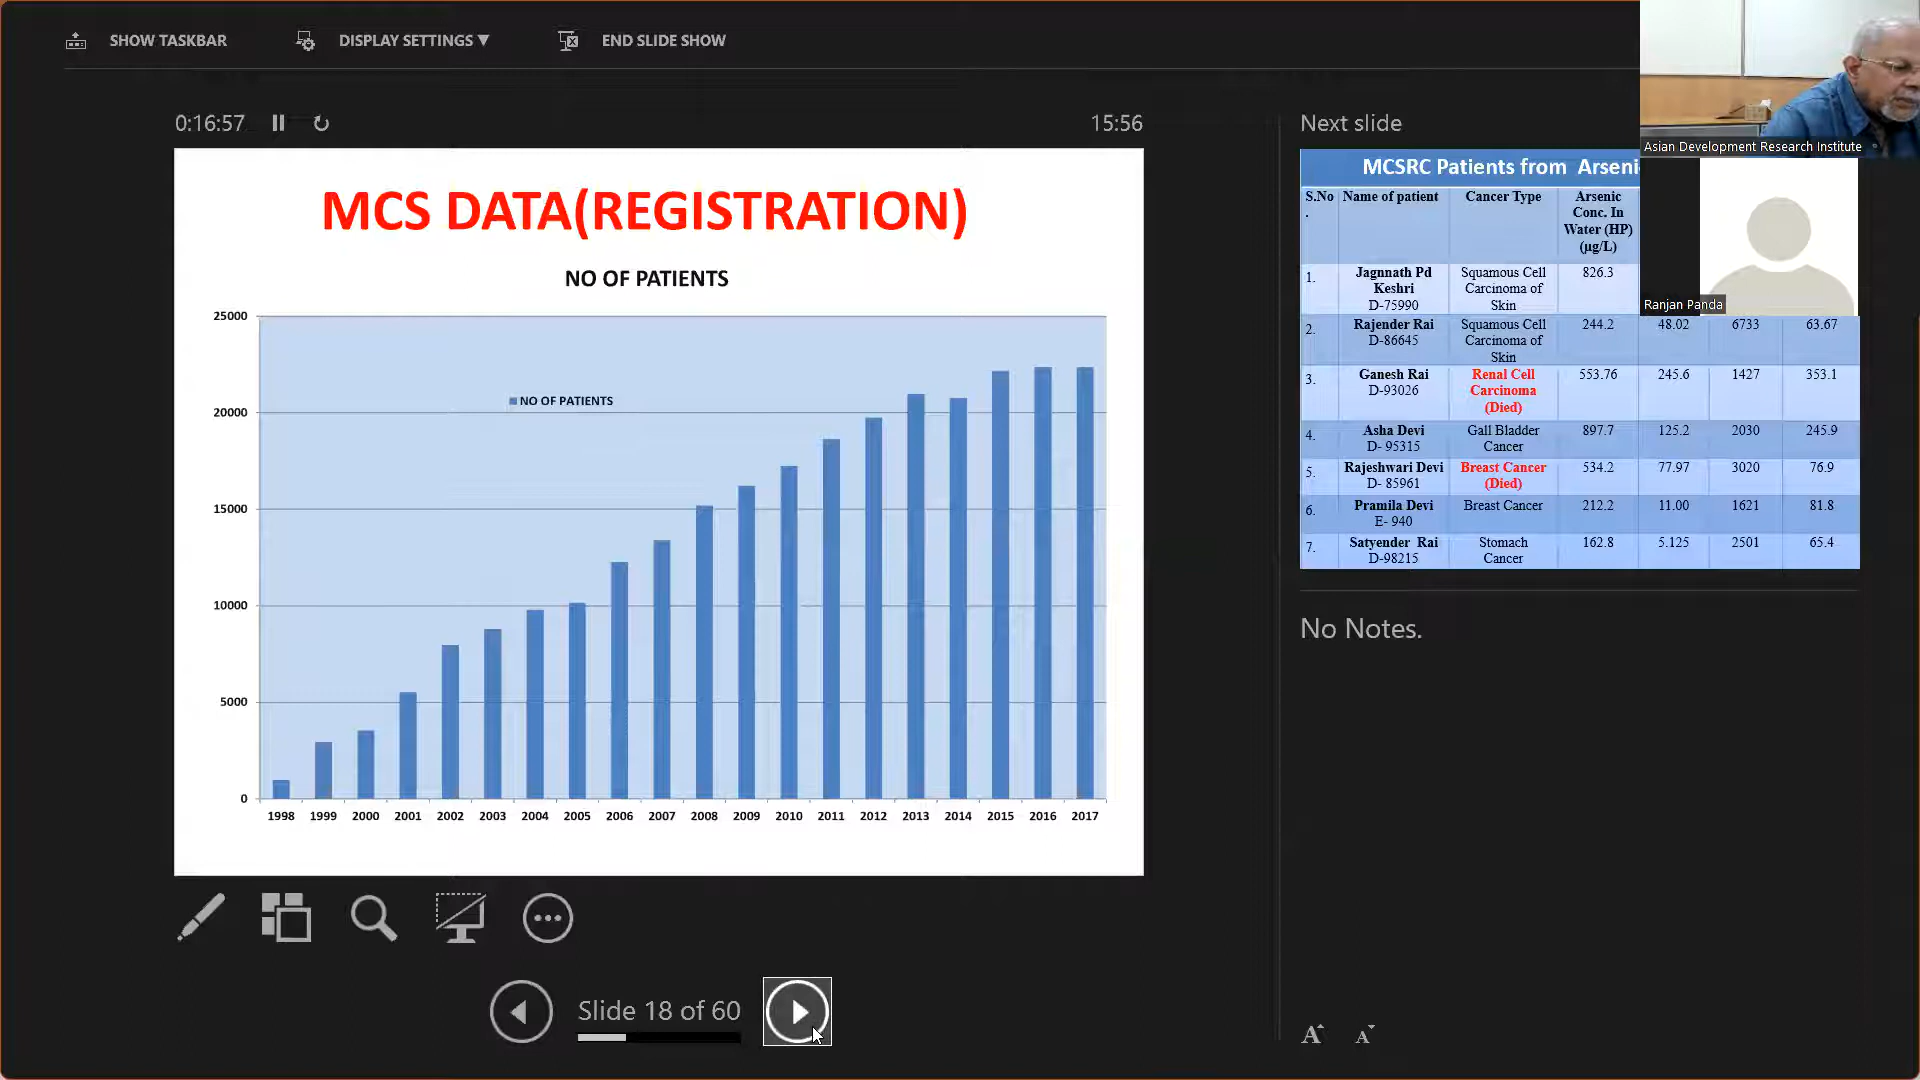 SHOW TASKBAR
DISPLAY SETTINGS ▼
END SLIDE SHOW
0:16:57
15:56
Next slide
MCS DATA(REGISTRATION)
NO OF PATIENTS
25000
20000
15000
10000
5000
0
NO OF PATIENTS
1998 1999 2000 2001 2002 2003 2004 2005 2006 2007 2008 2009 2010 2011 2012 2013 2014 2015 2016 2017
MCSRC Patients from
S.No. Name of patient Cancer Type Arsenic Conc. In Water (HP) (µg/L)
1. Jagnnath Pd Keshri D-75990 Squamous Cell Carcinoma of Skin 826.3
2. Rajender Rai D-86645 Squamous Cell Carcinoma of Skin 244.2 48.02 6733 63.67
3. Ganesh Rai D-93026 Renal Cell Carcinoma (Died) 553.76 245.6 1427 353.1
4. Asha Devi D- 95315 Gall Bladder Cancer 897.7 125.2 2030 245.9
5. Rajeshwari Devi D- 85961 Breast Cancer (Died) 534.2 77.97 3020 76.9
6. Pramila Devi E- 940 Breast Cancer 212.2 11.00 1621 81.8
7. Satyender Rai D-98215 Stomach Cancer 162.8 5.125 2501 65.4
Asian Development Research Institute
Ranjan Panda
No Notes.
Slide 18 of 60
A A